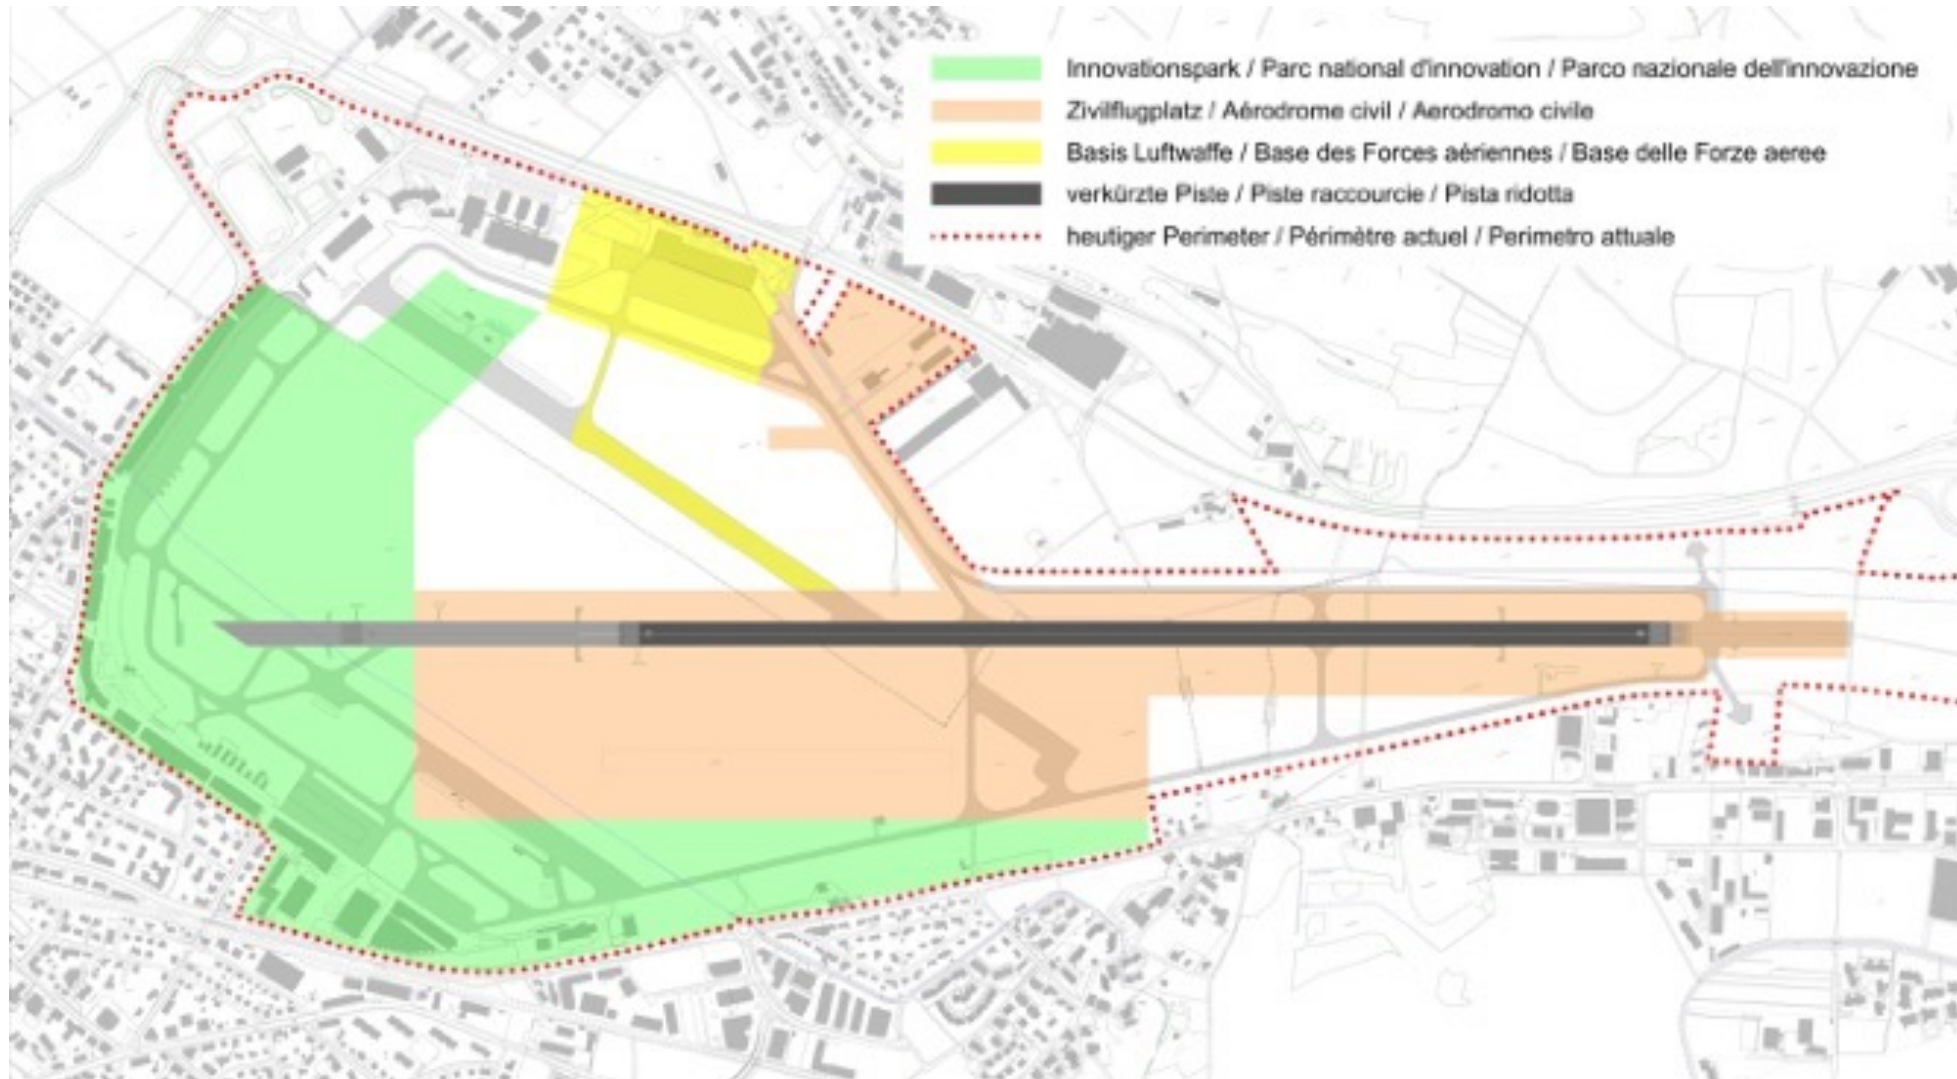 Innovationspark / Parc national d'innovation / Parco nazionale dell'innovazione
Zivilflugplatz / Aérodrome civil / Aerodromo civile
Basis Luftwaffe / Base des Forces aériennes / Base delle Forze aeree
verkürzte Piste / Piste raccourcie / Pista ridotta
heutiger Perimeter / Périmètre actuel / Perimetro attuale